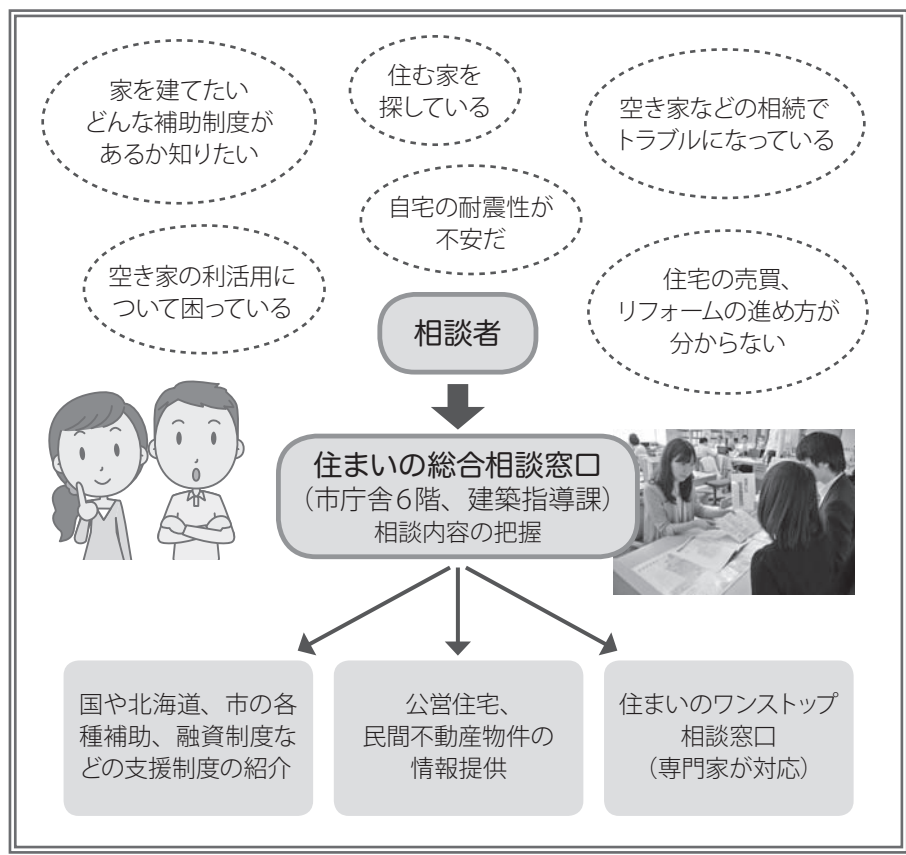 家を建てたい
どんな補助制度が
あるか知りたい
住む家を
探している
空き家などの相続で
トラブルになっている
自宅の耐震性が
不安だ
空き家の利活用に
ついて困っている
住宅の売買、
リフォームの進め方が
分からない
相談者
住まいの総合相談窓口
（市庁舎６階、建築指導課）
相談内容の把握
国や北海道、市の各
種補助、融資制度な
どの支援制度の紹介
公営住宅、
民間不動産物件の
情報提供
住まいのワンストップ
相談窓口
（専門家が対応）